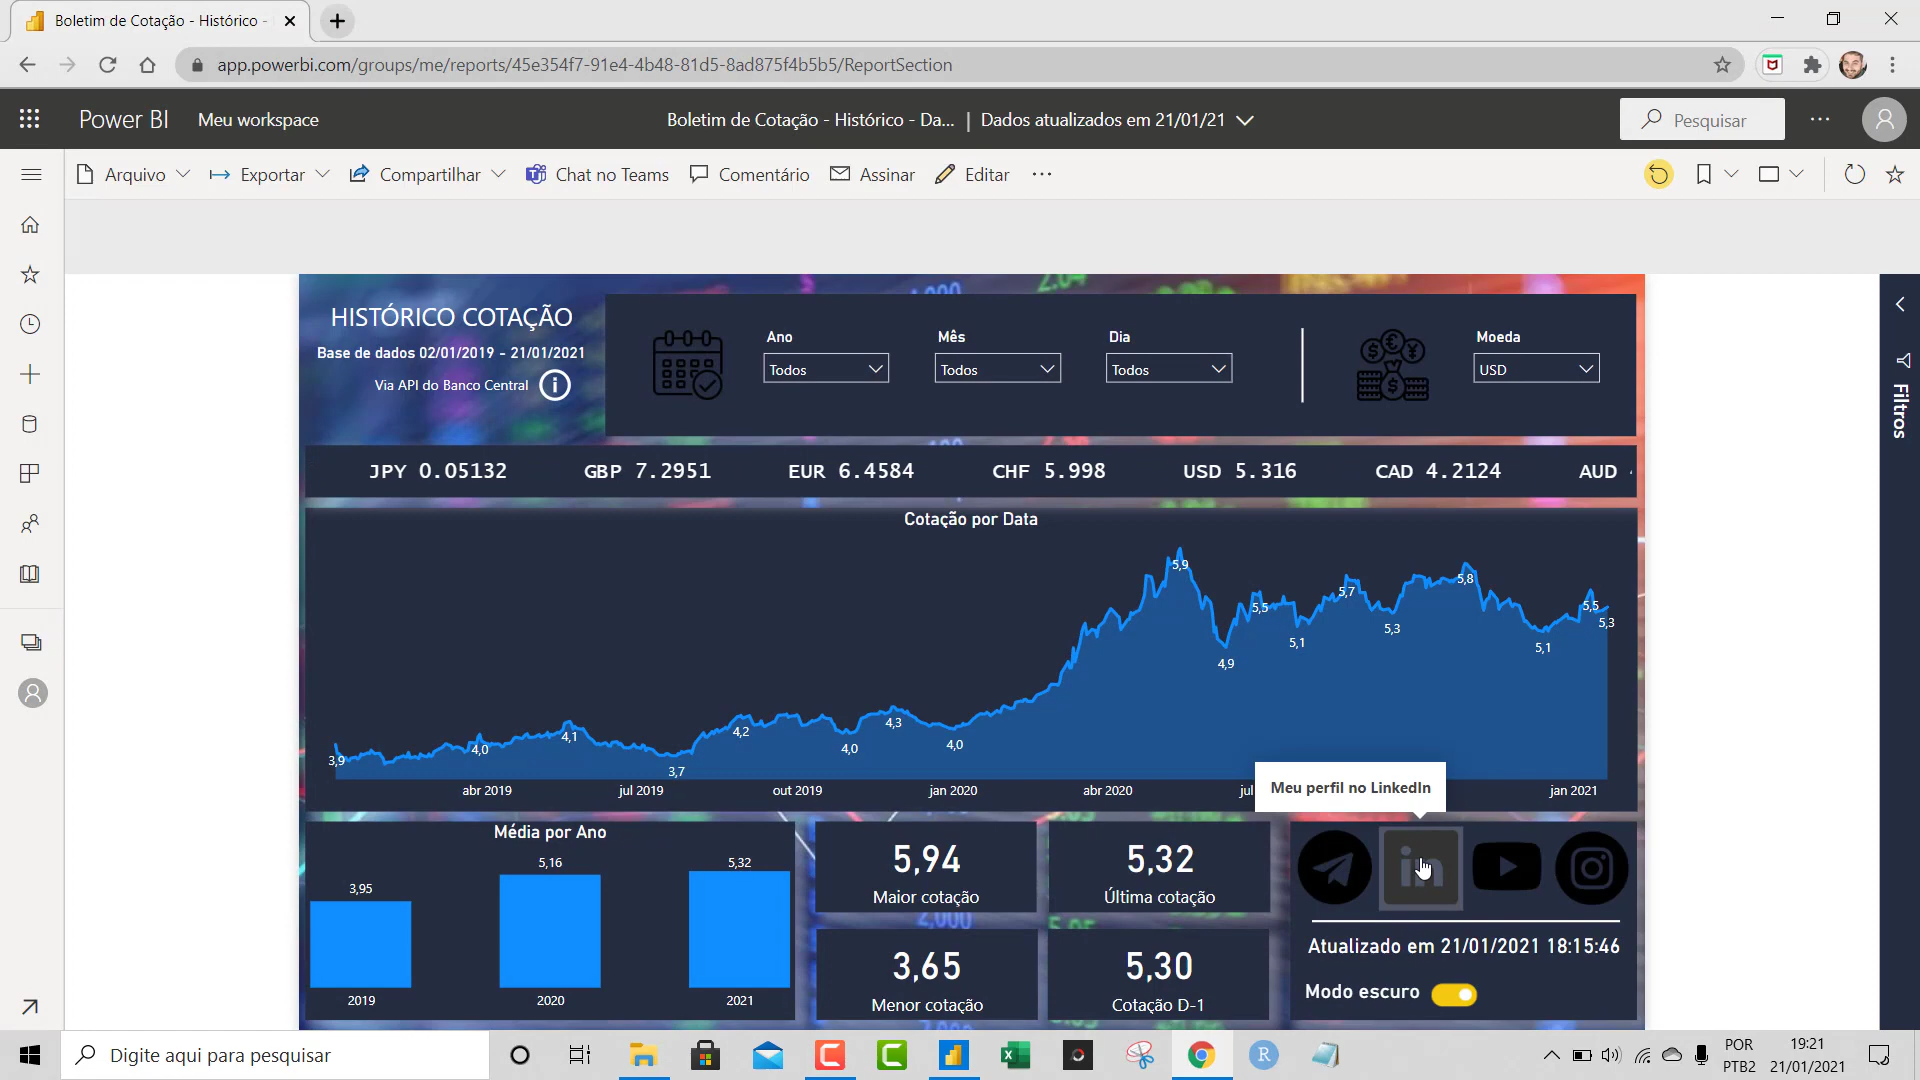 Boletim de Cotação - Histórico -
app.powerbi.com/groups/me/reports/45e354f7-91e4-4b48-81d5-8ad875f4b5b5/ReportSection
Power BI Meu workspace Boletim de Cotação - Histórico - Da... | Dados atualizados em 21/01/21 Pesquisar
Arquivo Exportar Compartilhar Chat no Teams Comentário Assinar Editar
HISTÓRICO COTAÇÃO
Base de dados 02/01/2019 - 21/01/2021
Via API do Banco Central
Ano Mês Dia Moeda
Todos Todos Todos USD
Filtros
JPY 0.05132 GBP 7.2951 EUR 6.4584 CHF 5.998 USD 5.316 CAD 4.2124 AUD
Cotação por Data
3,9 4,0 4,1 3,7 4,2 4,0 4,3 4,0 5,9 4,9 5,5 5,1 5,7 5,3 5,8 5,1 5,5 5,3
abr 2019 jul 2019 out 2019 jan 2020 abr 2020 jul jan 2021
Meu perfil no LinkedIn
Média por Ano
3,95 5,16 5,32
2019 2020 2021
5,94
Maior cotação
5,32
Última cotação
3,65
Menor cotação
5,30
Cotação D-1
in
Atualizado em 21/01/2021 18:15:46
Modo escuro
Digite aqui para pesquisar
POR
PTB2
19:21
21/01/2021